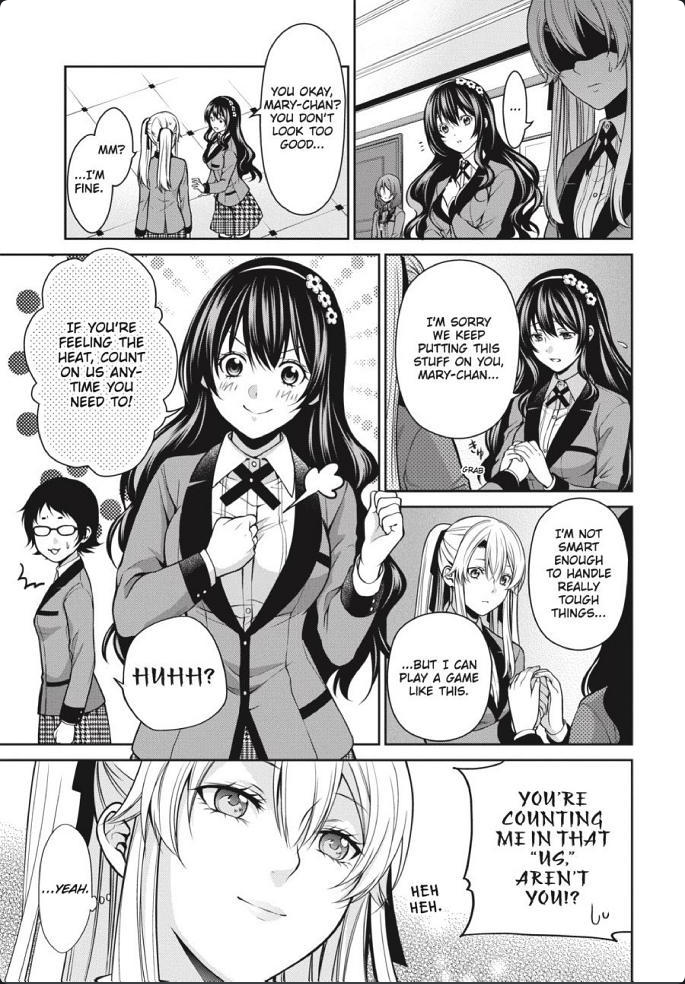 ...
YOU OKAY,
MARY-CHAN?
YOU DON'T
LOOK TOO
GOOD...
MM?
...I'M
FINE.
I'M SORRY
WE KEEP
PUTTING THIS
STUFF ON YOU,
MARY-CHAN...
ぎゅ
GRAB
I'M NOT
SMART
ENOUGH
TO HANDLE
REALLY
TOUGH
THINGS...
...BUT I CAN
PLAY A GAME
LIKE THIS.
IF YOU'RE
FEELING THE
HEAT, COUNT
ON US ANY-
TIME YOU
NEED TO!
HUHH?
YOU'RE
COUNTING
ME IN THAT
"US,"
AREN'T
YOU!?
HEH
HEH.
...YEAH.